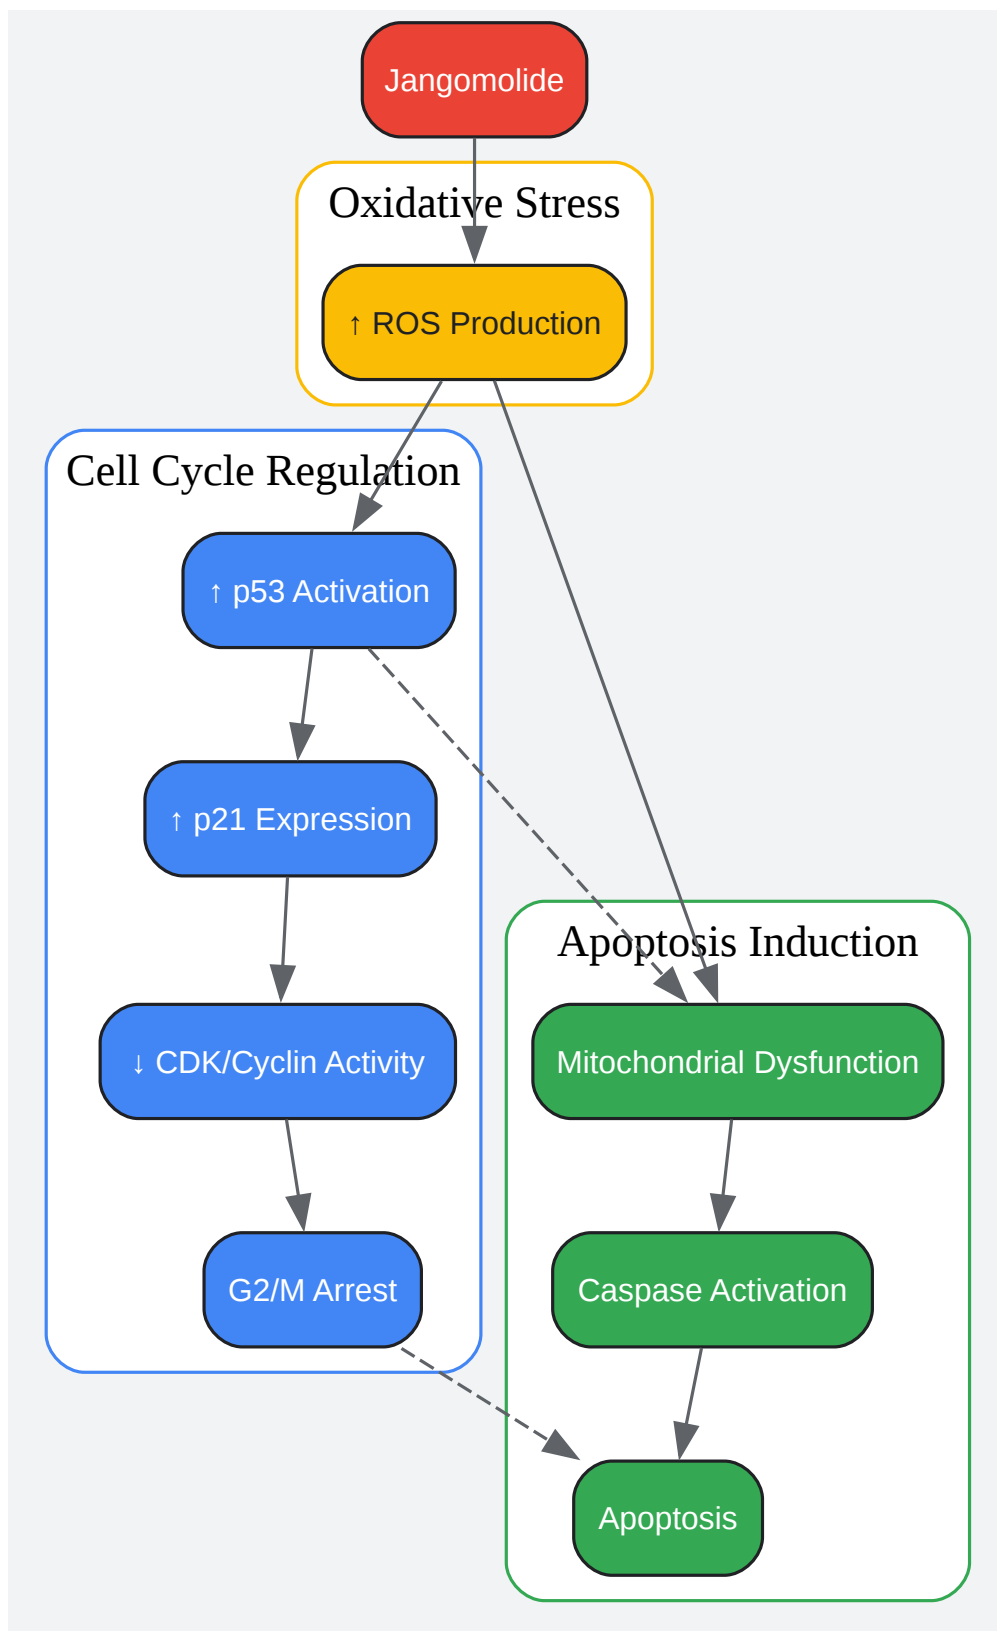 Jangomolide
Oxidative Stress
↑ ROS Production
Cell Cycle Regulation
↑ p53 Activation
↑ p21 Expression
↓ CDK/Cyclin Activity
G2/M Arrest
Apoptosis Induction
Mitochondrial Dysfunction
Caspase Activation
Apoptosis